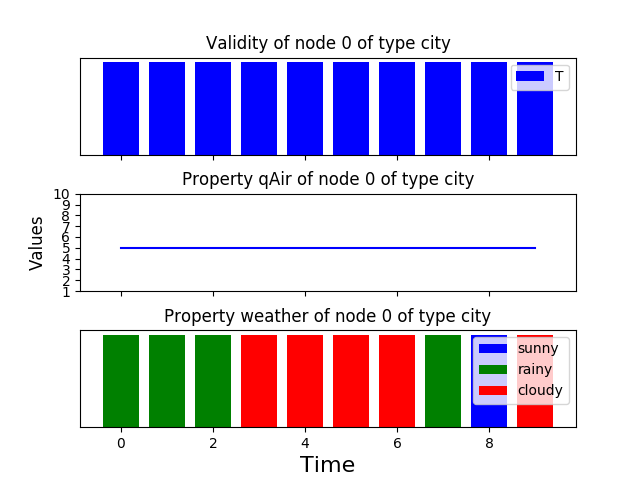 Validity of node 0 of type city
T
Property qAir of node 0 of type city
Values
10
9
8
7
6
5
4
3
2
1
Property weather of node 0 of type city
sunny
rainy
cloudy
0 2 4 6 8
Time